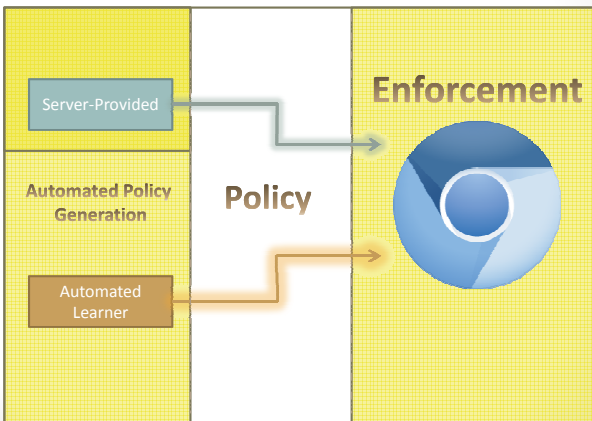 Server-Provided
Automated Policy
Generation
Automated
Learner
Policy
Enforcement